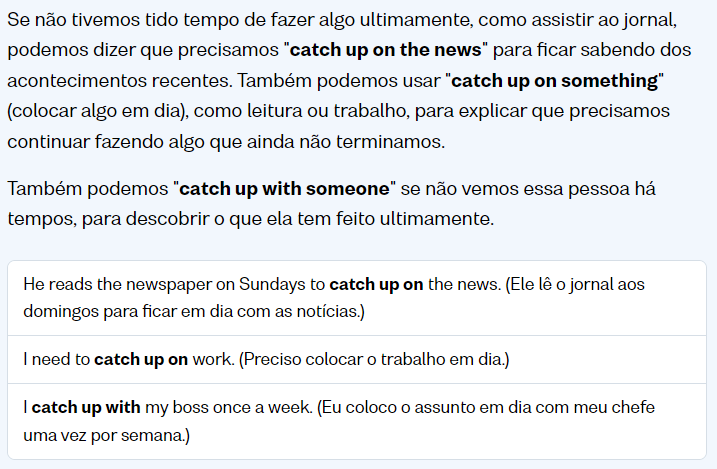 Se não tivemos tido tempo de fazer algo ultimamente, como assistir ao jornal,
podemos dizer que precisamos "catch up on the news" para ficar sabendo dos
acontecimentos recentes. Também podemos usar "catch up on something"
(colocar algo em dia), como leitura ou trabalho, para explicar que precisamos
continuar fazendo algo que ainda não terminamos.
Também podemos "catch up with someone" se não vemos essa pessoa há
tempos, para descobrir o que ela tem feito ultimamente.
He reads the newspaper on Sundays to catch up on the news. (Ele lê o jornal aos
domingos para ficar em dia com as notícias.)
I need to catch up on work. (Preciso colocar o trabalho em dia.)
I catch up with my boss once a week. (Eu coloco o assunto em dia com meu chefe
uma vez por semana.)